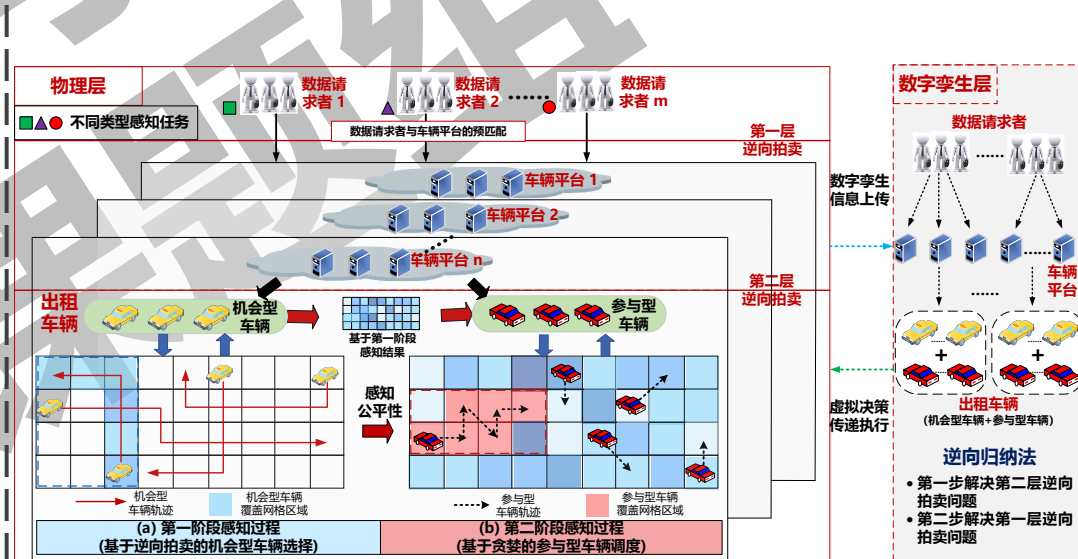 物理层
数据请
求者 1
数据请
求者 2
数据请
求者 m
不同类型感知任务
数据请求者与车辆平台的预匹配
第一层
逆向拍卖
车辆平台 1
车辆平台 2
车辆平台 n
第二层
逆向拍卖
出租
车辆
机会型
车辆
基于第一阶段
感知结果
参与型
车辆
感知
公平性
机会型
车辆轨迹
机会型车辆
覆盖网格区域
参与型
车辆轨迹
参与型车辆
覆盖网格区域
(a) 第一阶段感知过程
(基于逆向拍卖的机会型车辆选择)
(b) 第二阶段感知过程
(基于贪婪的参与型车辆调度)
数字孪生
信息上传
虚拟决策
传递执行
数字孪生层
数据请求者
车辆
平台
+
+
出租车辆
(机会型车辆+参与型车辆)
逆向归纳法
• 第一步解决第二层逆向
拍卖问题
• 第二步解决第一层逆向
拍卖问题